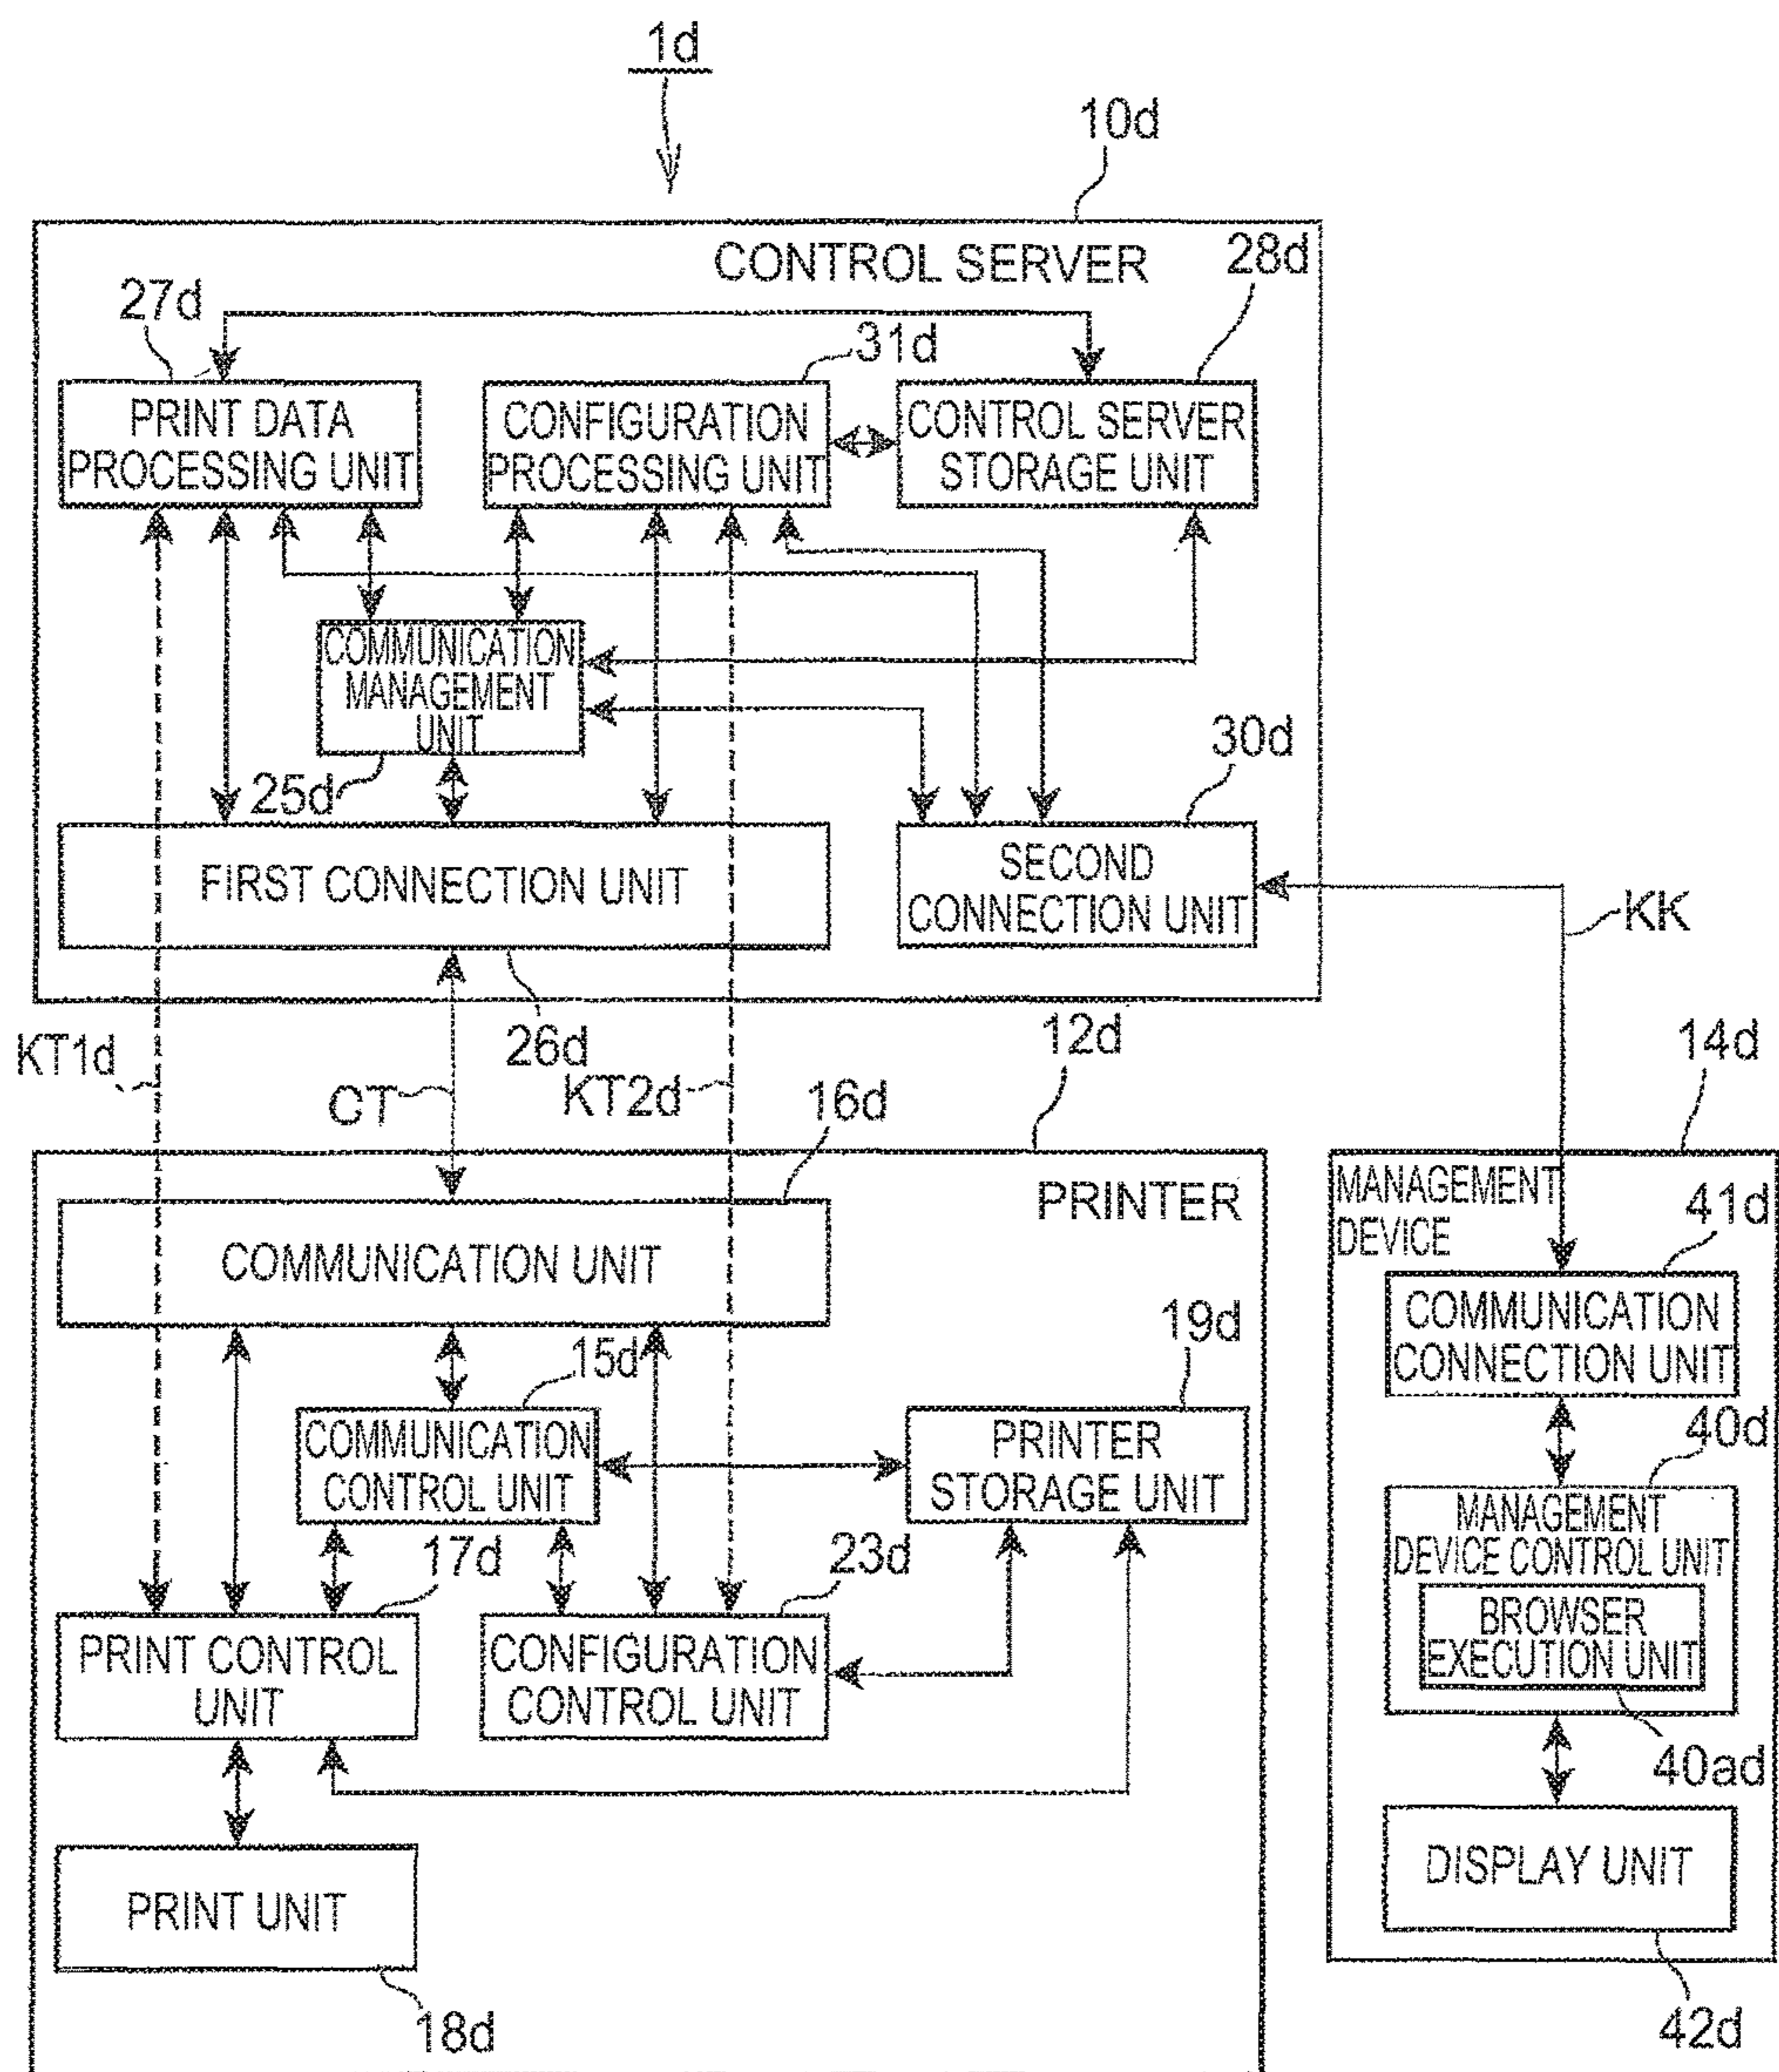 1d
10d
CONTROL SERVER
28d
27d
31d
PRINT DATA
PROCESSING UNIT
CONFIGURATION
PROCESSING UNIT
CONTROL SERVER
STORAGE UNIT
COMMUNICATION
MANAGEMENT
UNIT
25d
30d
FIRST CONNECTION UNIT
SECOND
CONNECTION UNIT
KK
26d
12d
14d
KT1d
CT
KT2d
16d
PRINTER
MANAGEMENT
DEVICE
41d
COMMUNICATION UNIT
COMMUNICATION
CONNECTION UNIT
19d
15d
COMMUNICATION
CONTROL UNIT
PRINTER
STORAGE UNIT
40d
MANAGEMENT
DEVICE CONTROL UNIT
BROWSER
EXECUTION UNIT
17d
23d
PRINT CONTROL
UNIT
CONFIGURATION
CONTROL UNIT
40ad
PRINT UNIT
DISPLAY UNIT
18d
42d